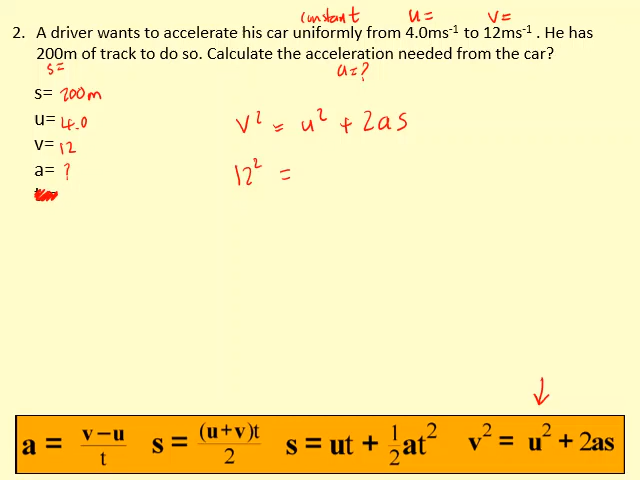 constant u= v=
2. A driver wants to accelerate his car uniformly from 4.0ms⁻¹ to 12ms⁻¹ . He has
200m of track to do so. Calculate the acceleration needed from the car?
s= a=?
s= 200m
u= 4.0
v= 12
a= ?
v² = u² + 2as
12² =
a = v–u/t s = (u+v)t/2 s = ut + ½at² v² = u² + 2as